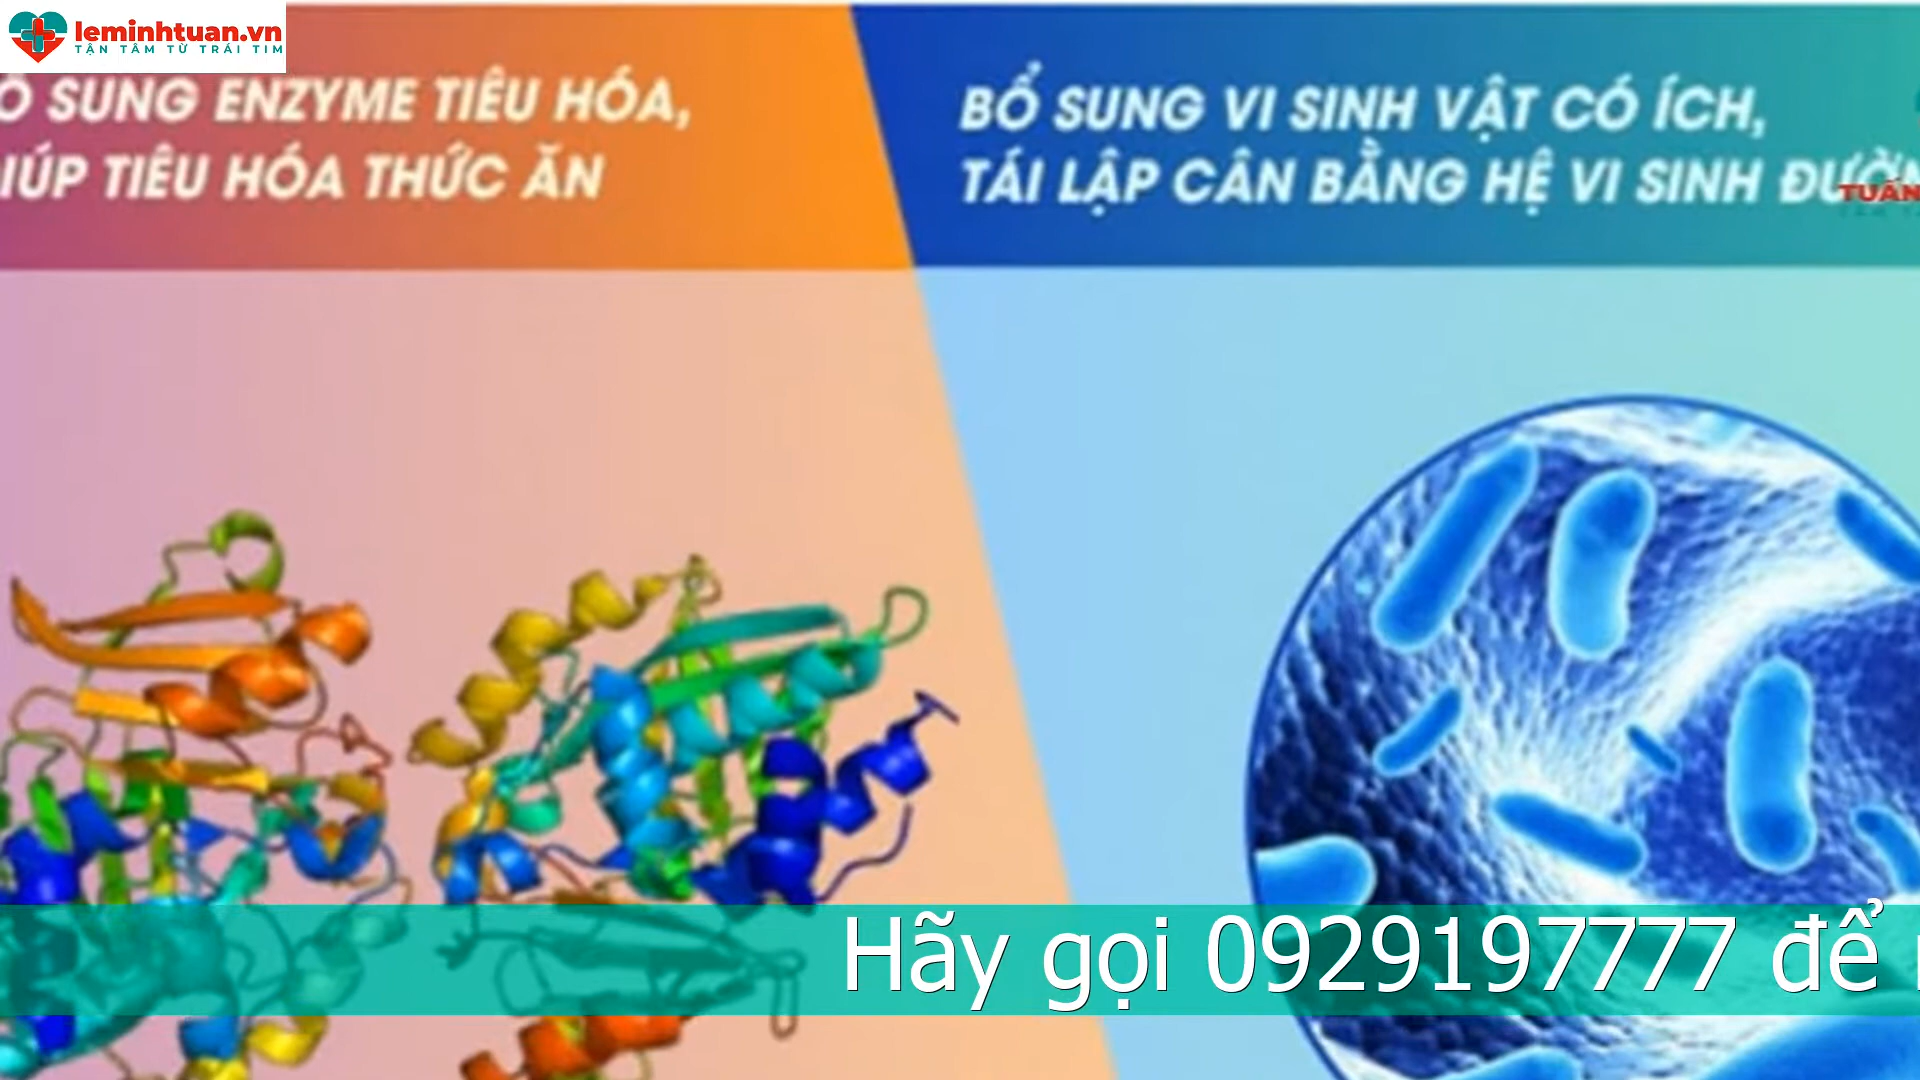 leminhtuan.vn
TẬN TÂM TỪ TRÁI TIM
SUNG ENZYME TIÊU HÓA,
TIÊU HÓA THỨC ĂN
BỔ SUNG VI SINH VẬT CÓ ÍCH,
TÁI LẬP CÂN BẰNG HỆ VI SINH
TUẤN
Hãy gọi 0929197777 để